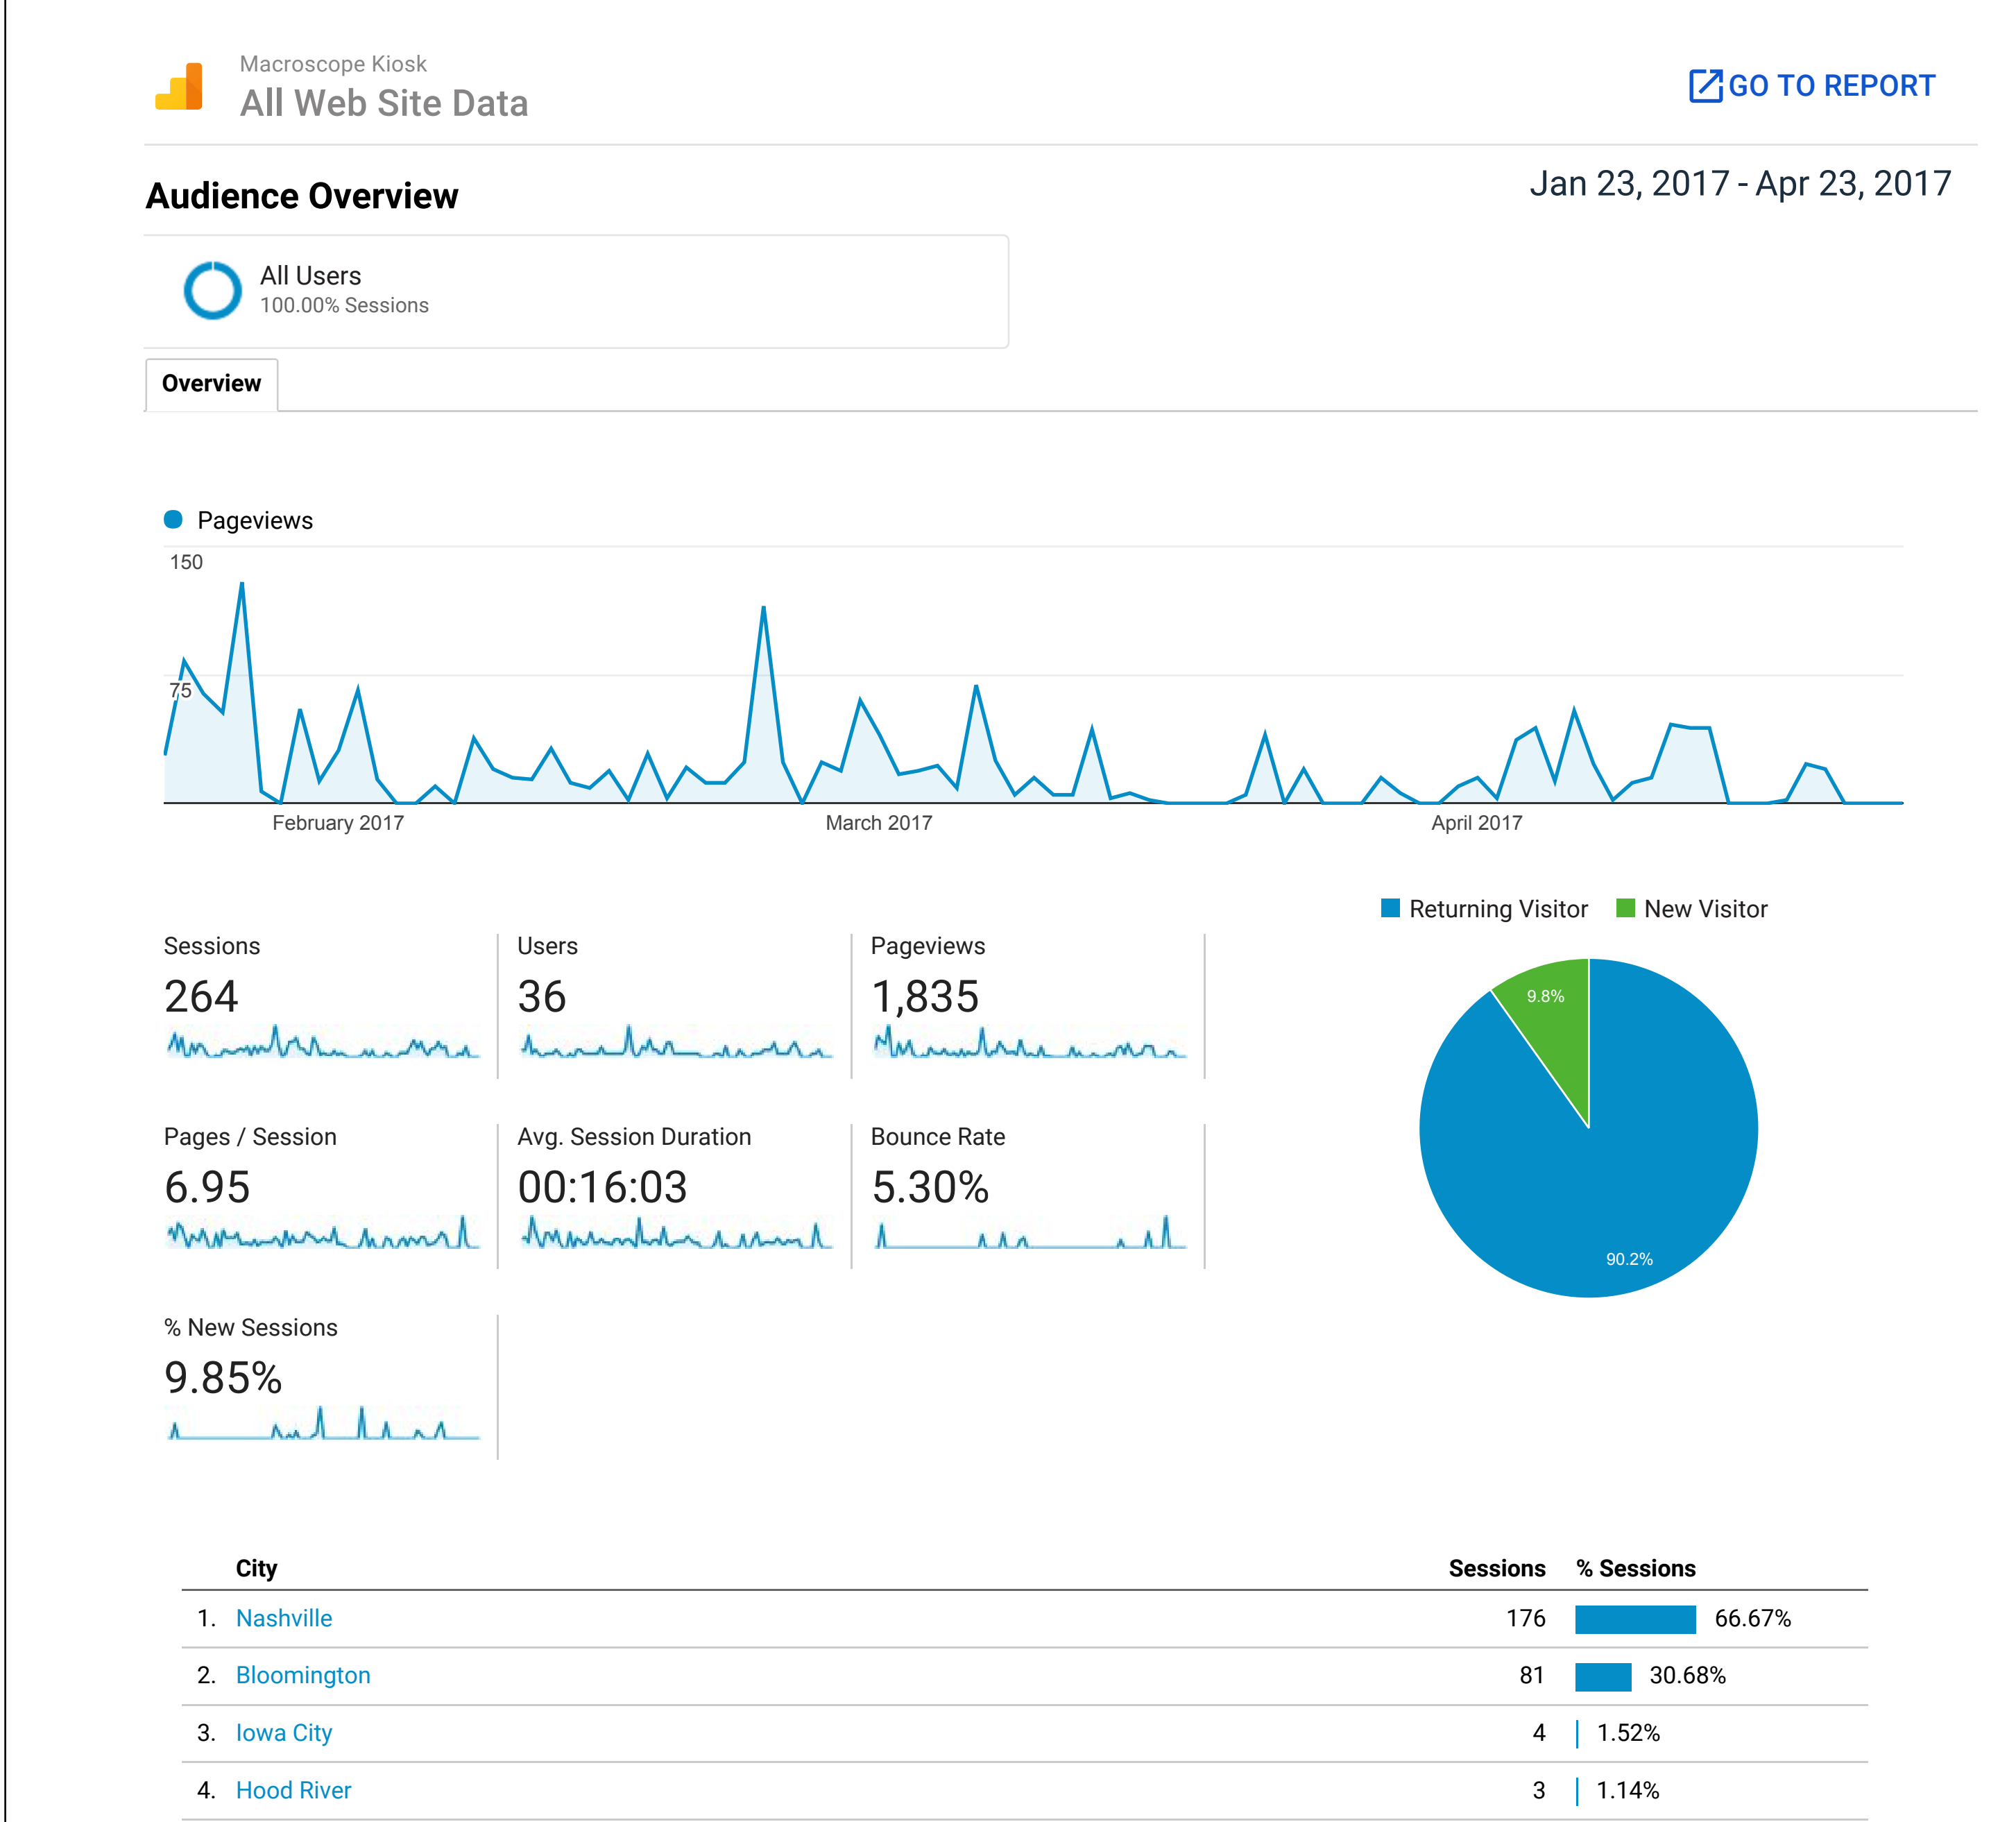 Macroscope Kiosk
All Web Site Data
GO TO REPORT
Audience Overview
Jan 23, 2017 - Apr 23, 2017
All Users
100.00% Sessions
Overview
Pageviews
150
75
February 2017
March 2017
April 2017
Returning Visitor
New Visitor
9.8%
90.2%
Sessions
264
Users
36
Pageviews
1,835
Pages / Session
6.95
Avg. Session Duration
00:16:03
Bounce Rate
5.30%
% New Sessions
9.85%
City Sessions % Sessions
1. Nashville 176 66.67%
2. Bloomington 81 30.68%
3. Iowa City 4 1.52%
4. Hood River 3 1.14%